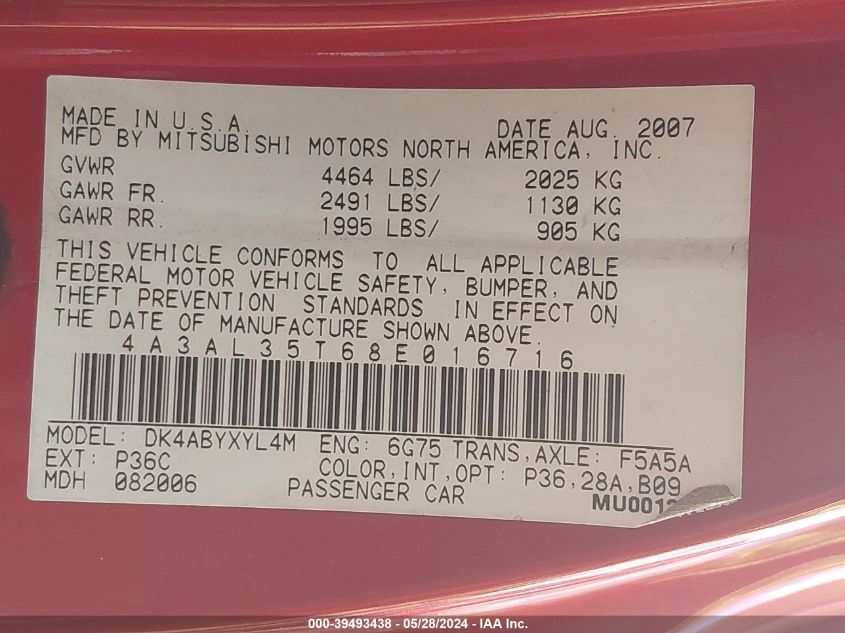 MADE IN U.S.A. DATE AUG. 2007
MFD BY MITSUBISHI MOTORS NORTH AMERICA, INC.
GVWR 4464 LBS/ 2025 KG
GAWR FR. 2491 LBS/ 1130 KG
GAWR RR. 1995 LBS/ 905 KG
THIS VEHICLE CONFORMS TO ALL APPLICABLE
FEDERAL MOTOR VEHICLE SAFETY, BUMPER, AND
THEFT PREVENTION STANDARDS IN EFFECT ON
THE DATE OF MANUFACTURE SHOWN ABOVE.
4A3AL35T68E016716
MODEL: DK4ABYXYL4M ENG: 6G75 TRANS,AXLE: F5A5A
EXT: P36C COLOR,INT,OPT: P36,28A,B09
MDH 082006 PASSENGER CAR
000-39493438 - 05/28/2024 - IAA Inc.